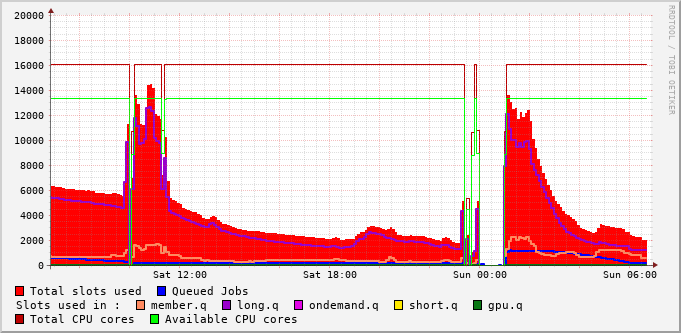 20000
18000
16000
14000
12000
10000
8000
6000
4000
2000
0
Sat 12:00 Sat 18:00 Sun 00:00 Sun 06:00
RRDTOOL / TOBI OETIKER
Total slots used Queued Jobs
Slots used in : member.q long.q ondemand.q short.q gpu.q
Total CPU cores Available CPU cores